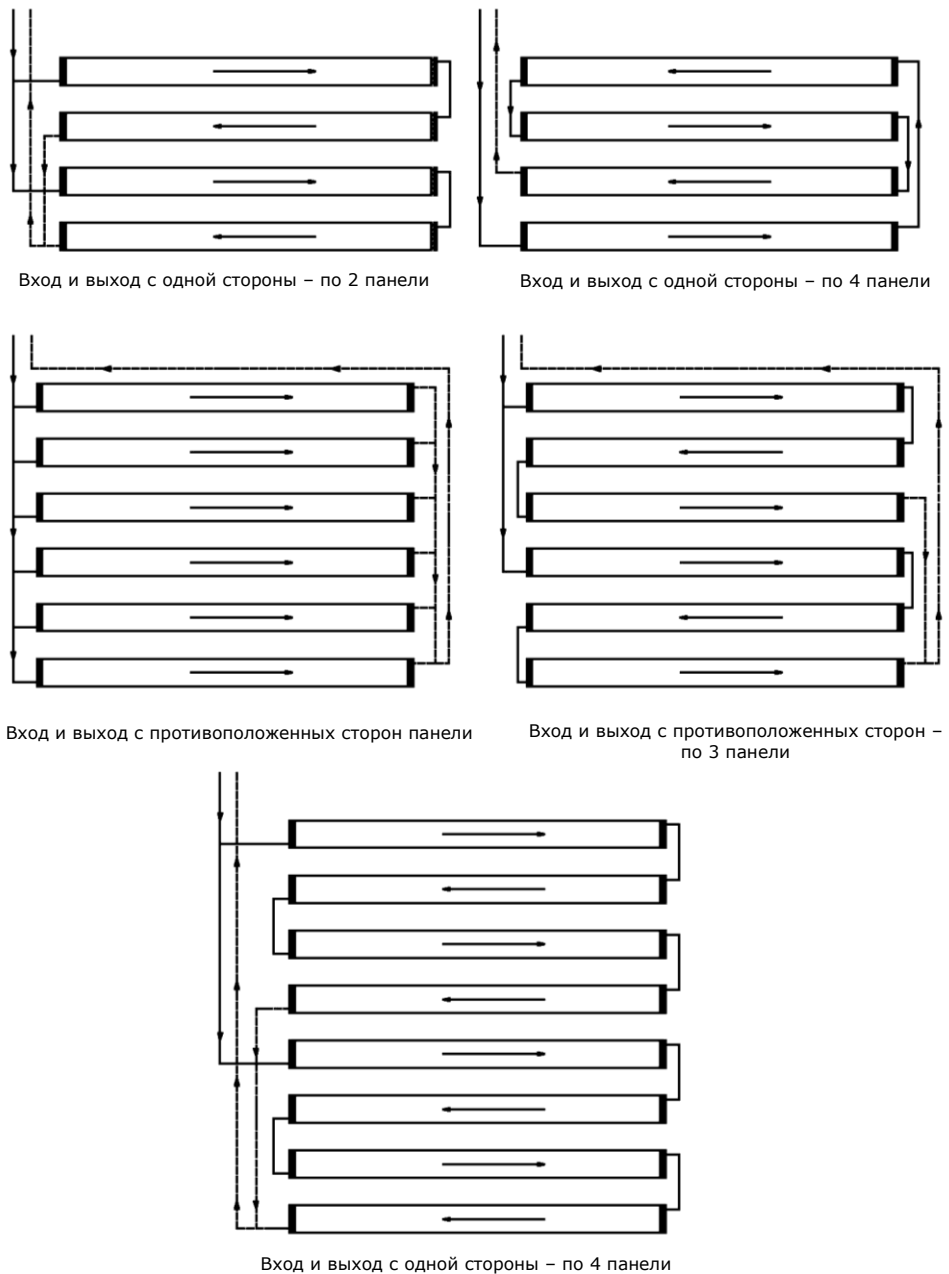 Вход и выход с одной стороны – по 2 панели
Вход и выход с одной стороны – по 4 панели
Вход и выход с противоположенных сторон панели
Вход и выход с противоположенных сторон –
по 3 панели
Вход и выход с одной стороны – по 4 панели